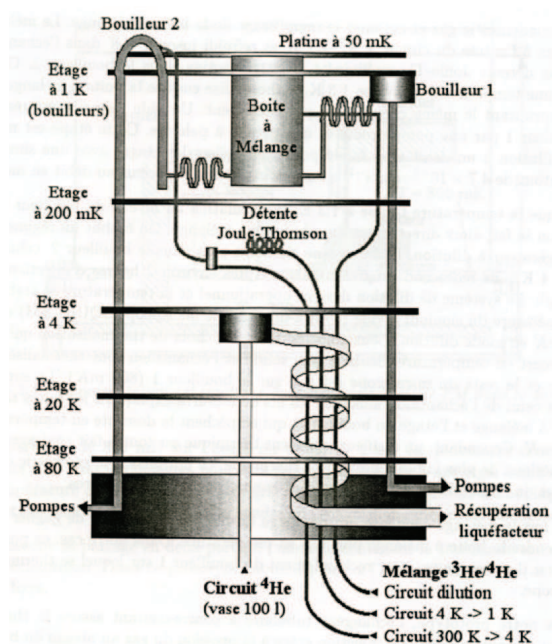 Bouilleur 2
Platine à 50 mK
Etage
à 1 K
(bouilleurs)
Bouilleur 1
Boite
à
Mélange
Etage
à 200 mK
Détente
Joule-Thomson
Etage
à 4 K
Etage
à 20 K
Etage
à 80 K
Pompes
Pompes
Récupération
liquéfacteur
Circuit ⁴He
(vase 100 l)
Mélange ³He/⁴He
Circuit dilution
Circuit 4 K -> 1 K
Circuit 300 K -> 4 K